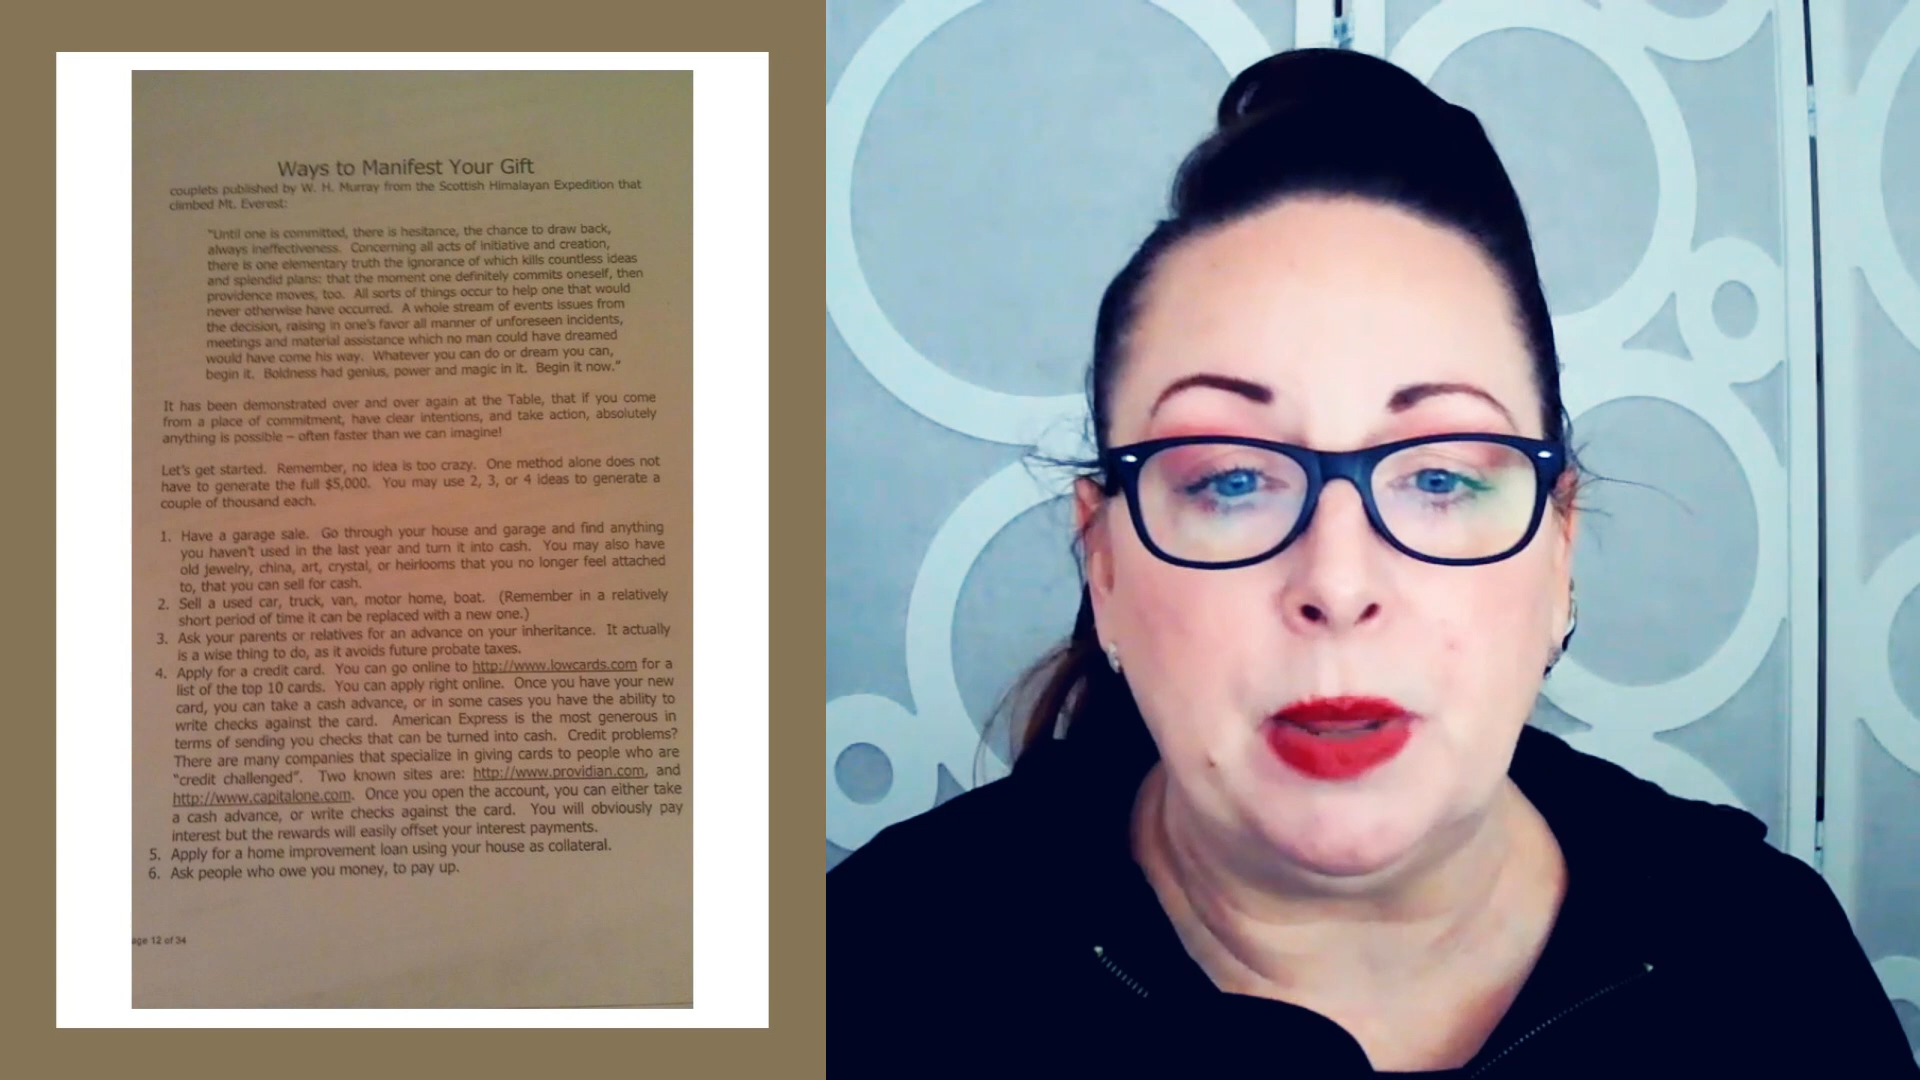 Ways to Manifest Your Gift
couplets published by W. H. Murray from the Scottish Himalayan Expedition that
climbed Mt. Everest:
"Until one is committed, there is hesitance, the chance to draw back,
always ineffectiveness. Concerning all acts of initiative and creation,
there is one elementary truth the ignorance of which kills countless ideas
and splendid plans: that the moment one definitely commits oneself, then
providence moves, too. All sorts of things occur to help one that would
never otherwise have occurred. A whole stream of events issues from
the decision, raising in one's favor all manner of unforeseen incidents,
meetings and material assistance which no man could have dreamed
would have come his way. Whatever you can do or dream you can,
begin it. Boldness had genius, power and magic in it. Begin it now."
It has been demonstrated over and over again at the Table, that if you come
from a place of commitment, have clear intentions, and take action, absolutely
anything is possible – often faster than we can imagine!
Let's get started. Remember, no idea is too crazy. One method alone does not
have to generate the full $5,000. You may use 2, 3, or 4 ideas to generate a
couple of thousand each.
1. Have a garage sale. Go through your house and garage and find anything
you haven't used in the last year and turn it into cash. You may also have
old jewelry, china, art, crystal, or heirlooms that you no longer feel attached
to, that you can sell for cash.
2. Sell a used car, truck, van, motor home, boat. (Remember in a relatively
short period of time it can be replaced with a new one.)
3. Ask your parents or relatives for an advance on your inheritance. It actually
is a wise thing to do, as it avoids future probate taxes.
4. Apply for a credit card. You can go online to http://www.lowcards.com for a
list of the top 10 cards. You can apply right online. Once you have your new
card, you can take a cash advance, or in some cases you have the ability to
write checks against the card. American Express is the most generous in
terms of sending you checks that can be turned into cash. Credit problems?
There are many companies that specialize in giving cards to people who are
"credit challenged". Two known sites are: http://www.providian.com, and
http://www.capitalone.com. Once you open the account, you can either take
a cash advance, or write checks against the card. You will obviously pay
interest but the rewards will easily offset your interest payments.
5. Apply for a home improvement loan using your house as collateral.
6. Ask people who owe you money, to pay up.
age 12 of 34